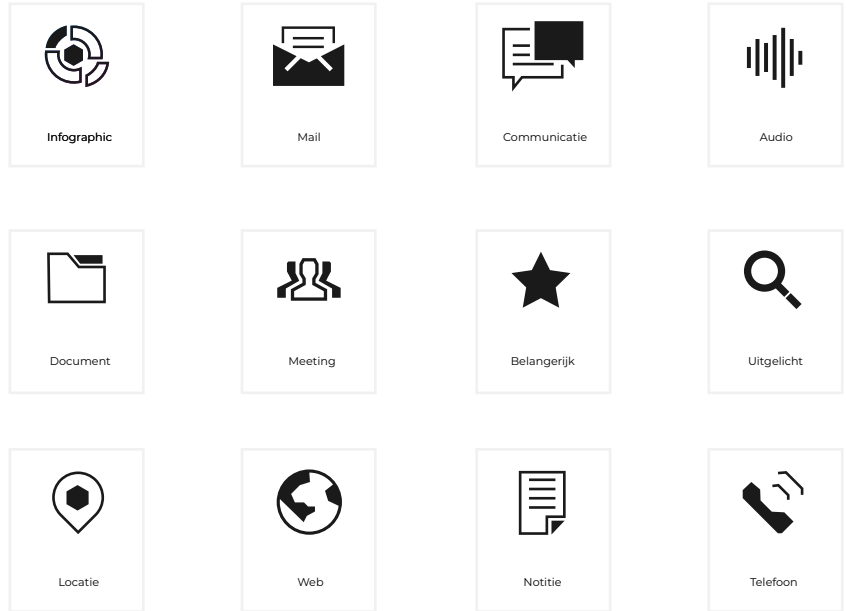 Infographic
Mail
Communicatie
Audio
Document
Meeting
Belangerijk
Uitgelicht
Locatie
Web
Notitie
Telefoon